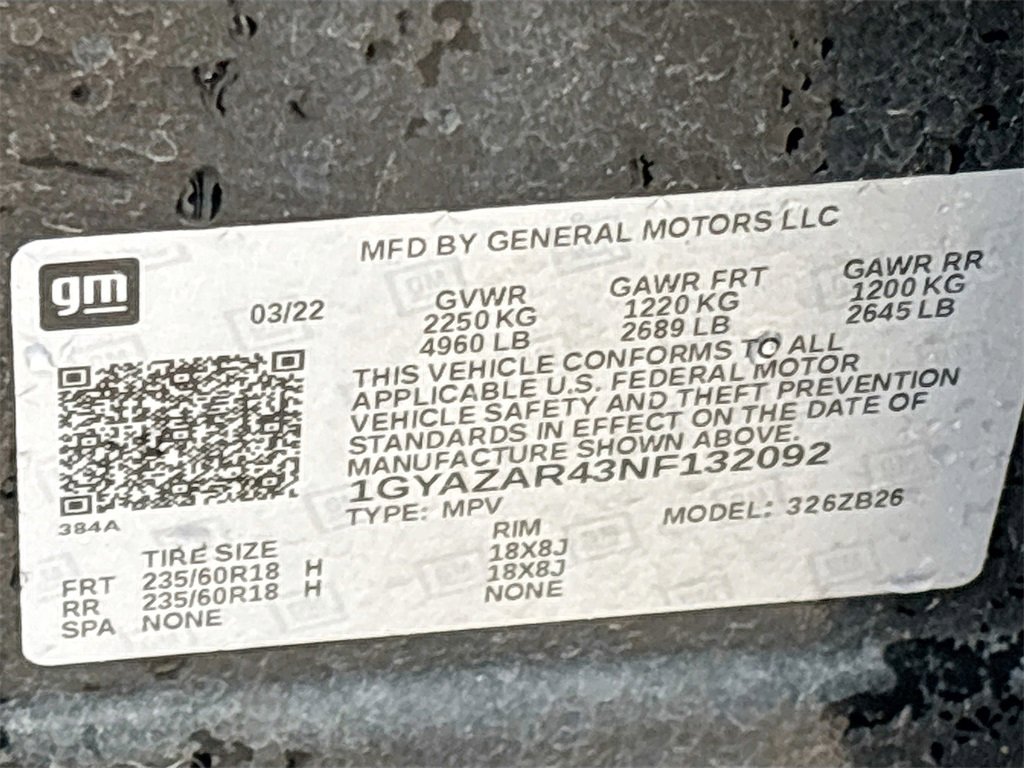 gm
MFD BY GENERAL MOTORS LLC
03/22
GVWR GAWR FRT GAWR RR
2250 KG 1220 KG 1200 KG
4960 LB 2689 LB 2645 LB
THIS VEHICLE CONFORMS TO ALL
APPLICABLE U.S. FEDERAL MOTOR
VEHICLE SAFETY AND THEFT PREVENTION
STANDARDS IN EFFECT ON THE DATE OF
MANUFACTURE SHOWN ABOVE.
1GYAZAR43NF132092
TYPE: MPV MODEL: 326ZB26
384A
TIRE SIZE RIM
FRT 235/60R18 H 18X8J
RR 235/60R18 H 18X8J
SPA NONE NONE